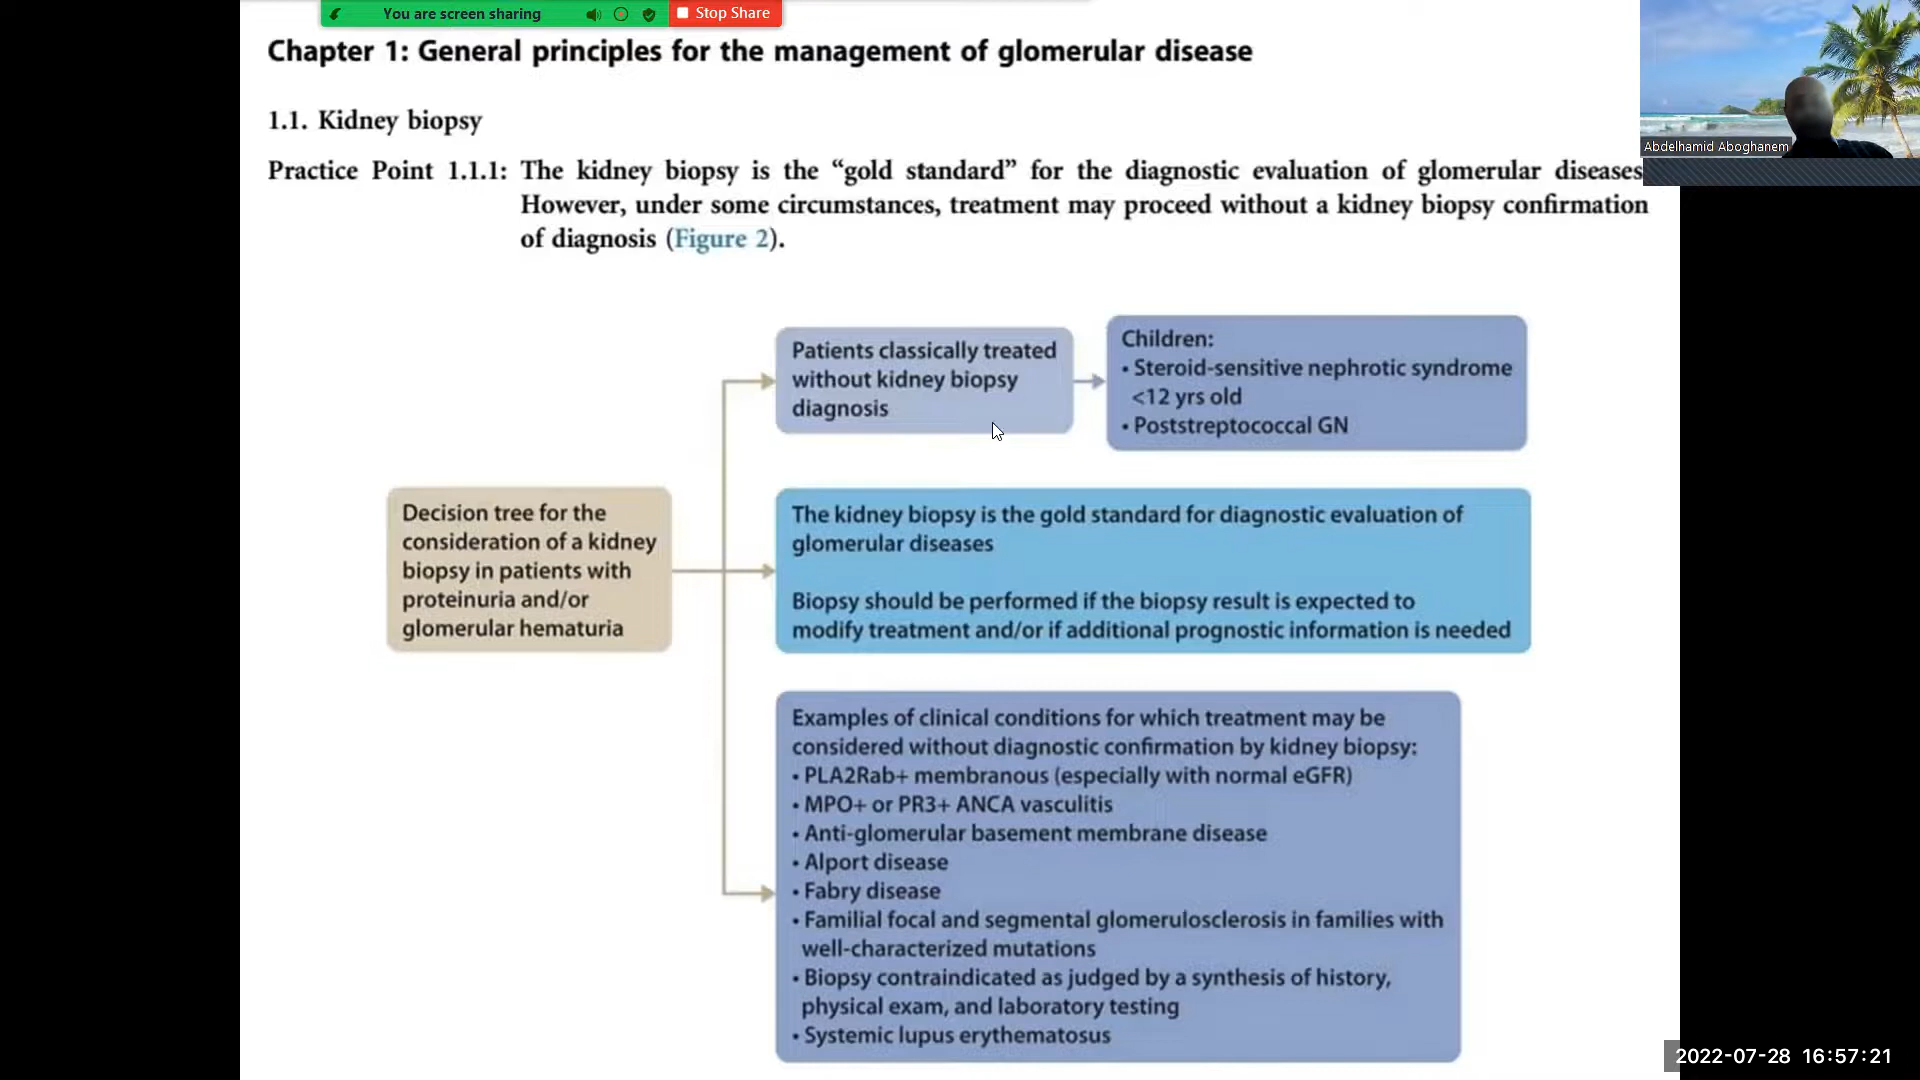 You are screen sharing
Stop Share
Chapter 1: General principles for the management of glomerular disease
Abdelhamid Aboghanem
1.1. Kidney biopsy
Practice Point 1.1.1: The kidney biopsy is the “gold standard” for the diagnostic evaluation of glomerular diseases.
However, under some circumstances, treatment may proceed without a kidney biopsy confirmation
of diagnosis (Figure 2).
Patients classically treated
without kidney biopsy
diagnosis
Children:
• Steroid-sensitive nephrotic syndrome
<12 yrs old
• Poststreptococcal GN
Decision tree for the
consideration of a kidney
biopsy in patients with
proteinuria and/or
glomerular hematuria
The kidney biopsy is the gold standard for diagnostic evaluation of
glomerular diseases
Biopsy should be performed if the biopsy result is expected to
modify treatment and/or if additional prognostic information is needed
Examples of clinical conditions for which treatment may be
considered without diagnostic confirmation by kidney biopsy:
• PLA2Rab+ membranous (especially with normal eGFR)
• MPO+ or PR3+ ANCA vasculitis
• Anti-glomerular basement membrane disease
• Alport disease
• Fabry disease
• Familial focal and segmental glomerulosclerosis in families with
well-characterized mutations
• Biopsy contraindicated as judged by a synthesis of history,
physical exam, and laboratory testing
• Systemic lupus erythematosus
2022-07-28 16:57:21